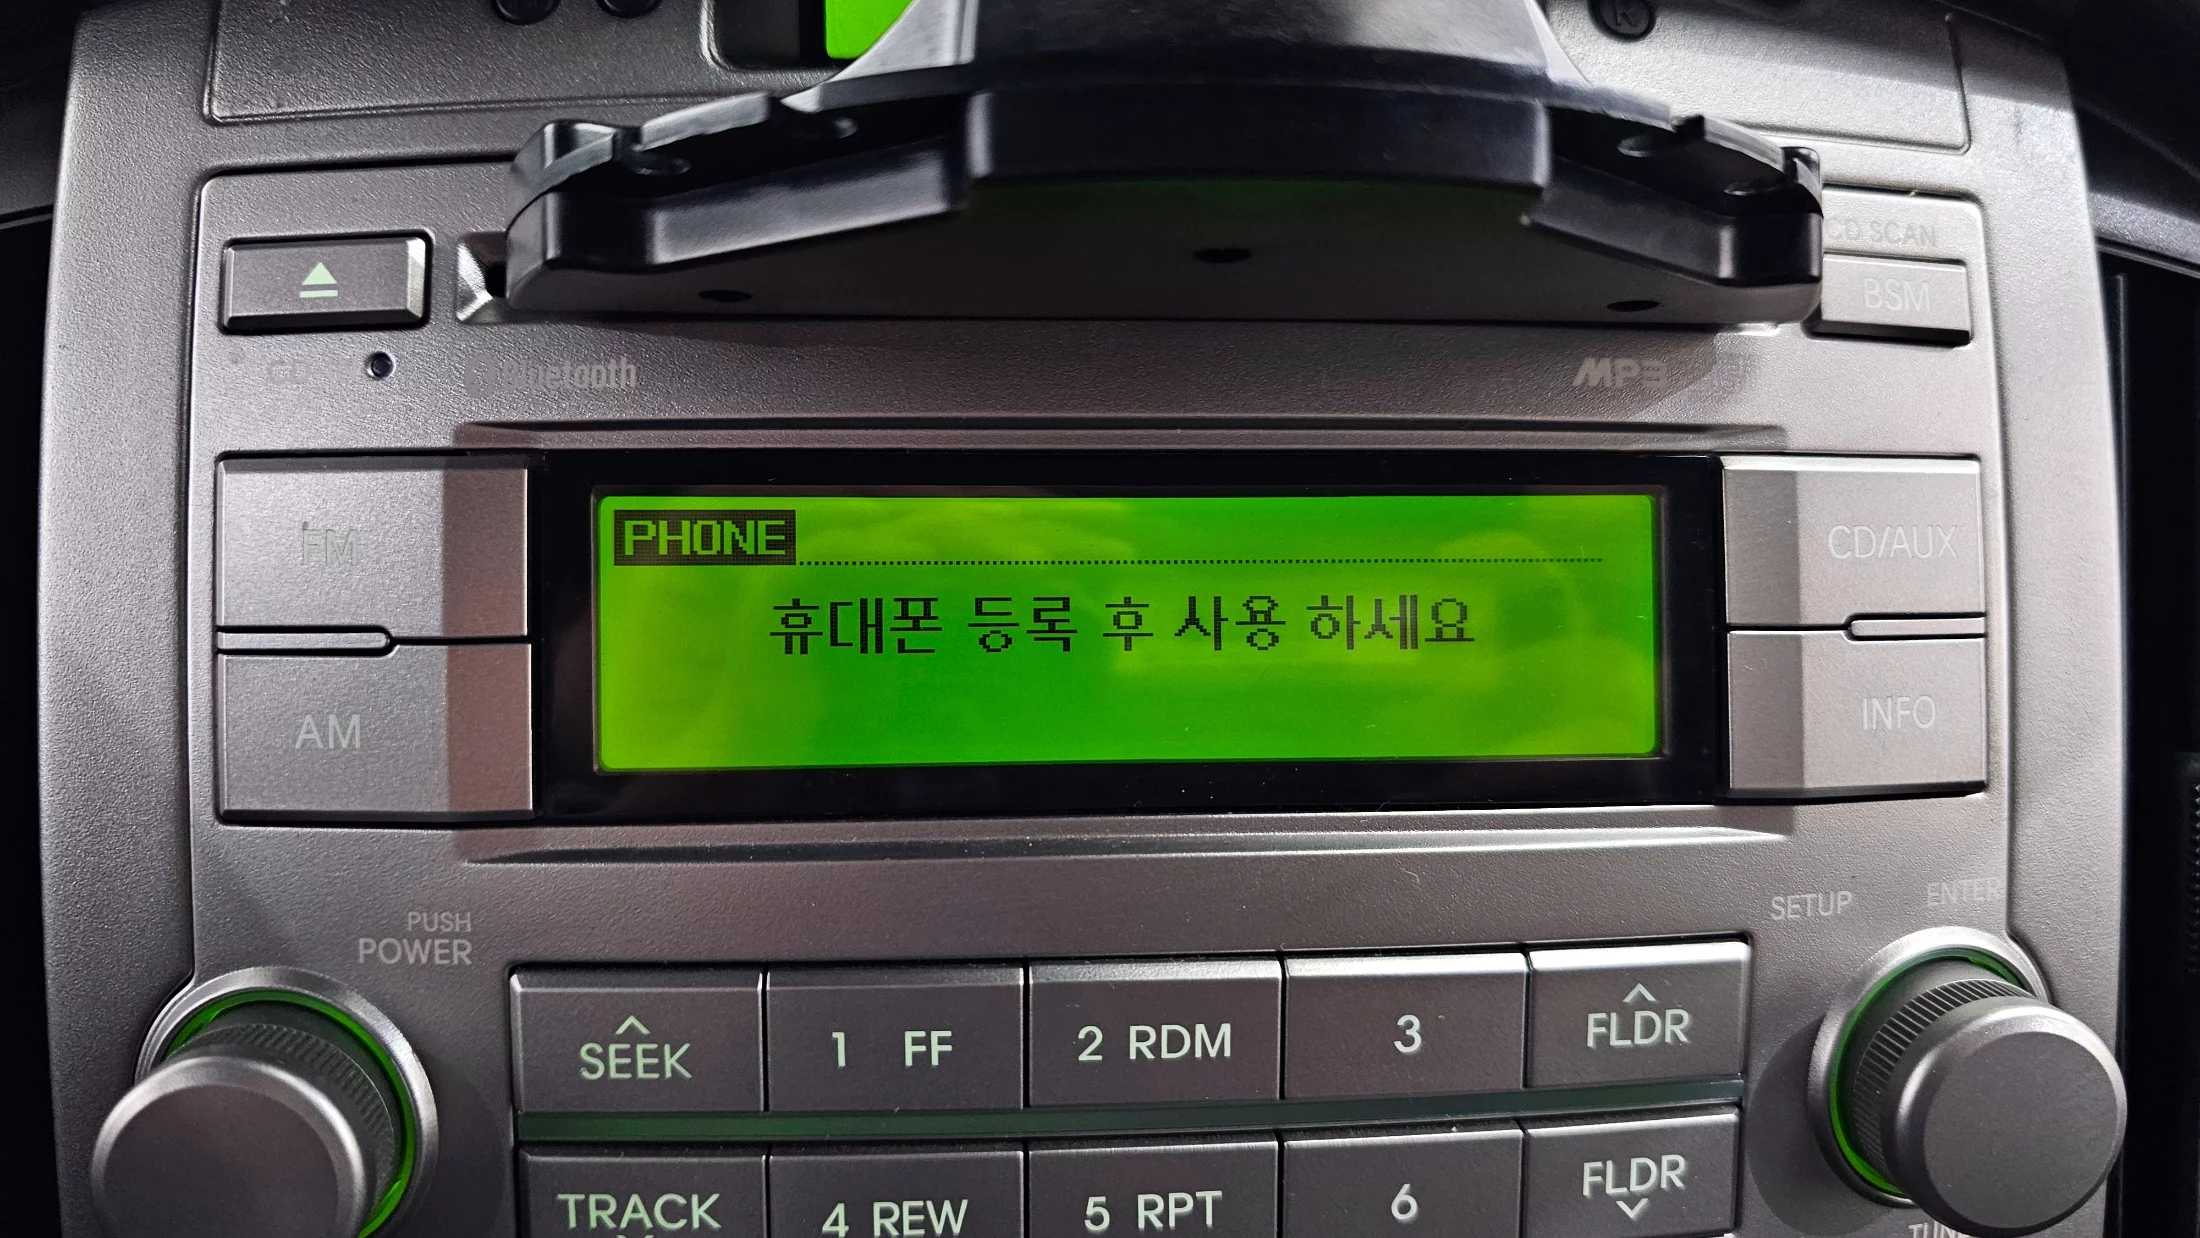 CD SCAN
BSM
Bluetooth
MP3
FM
PHONE
휴대폰 등록 후 사용 하세요
CD/AUX
AM
INFO
PUSH
POWER
SETUP
ENTER
SEEK
1 FF
2 RDM
3
FLDR
TRACK
4 REW
5 RPT
6
FLDR